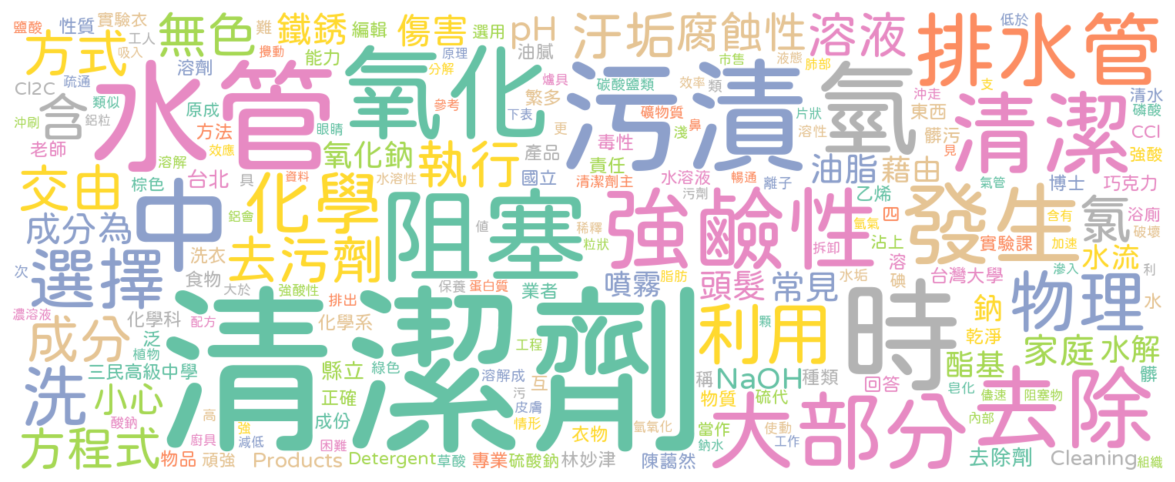 鹽酸 性質 實驗衣 工人 難 無色 鐵銹 編輯 傷害 選用 pH 汙垢 腐蝕性 溶液 低於 排水管
方式 吸入 攪動 原理 油膩 市售 液態 肺部 支
Cl2C 疏通 溶劑 能力 分解 爐具 碳酸鹽類 效率 類 沖走 清水
含 類似 原成 水管 氧化 參考 繁多 下表 污漬 礦物質 片狀 氫 東西 清潔 磷酸
沖刷 鋁粒 方法 眼睛 更 淺 鼻 溶性 髒污 見 CCl
老師 溶解 效應 氧化鈉 執行 產品 毒性 責任 油脂 藉由 強酸
交由 棕色 台北 具 資料 水溶性 國立 清潔劑主 水溶液 暢通 離子 氣管 博士 巧克力
中 鋁會 化學 阻塞 值 污劑 乙烯 四 強鹼性 氫氣 發生 含有 氯 浴廁
成分為 洗衣 去污劑 稀釋 粒狀 拆卸 沾上 實驗課 加速 破壞
選擇 食物 保養 蛋白質 噴霧 頭髮 常見 溶 水垢 碘 台灣大學 滲入 水流 利
次 大於 強酸性 排出 業者 脂肪 時 鈉 物理 水
濃溶液 配方 化學科 化學系 清潔劑 利用 顆 乾淨
成分 泛 植物 綠色 工程 家庭 水解
三民高級中學 縣立 溶解成 互 稱 NaOH 種類 回答 酯基 髒
洗 小心 酸鈉 正確 污 皮膚 物質 硫代 皂化 儘速 阻塞物 去除
高 強 成份 情形 氫氧化 當作 使動 大部分 內部
方程式 廚具 減低 困難 衣物 鈉水 工作
物品 頑強 Products Detergent 草酸 專業 硫酸鈉 林妙津 陳藹然 去除劑 Cleaning 組織